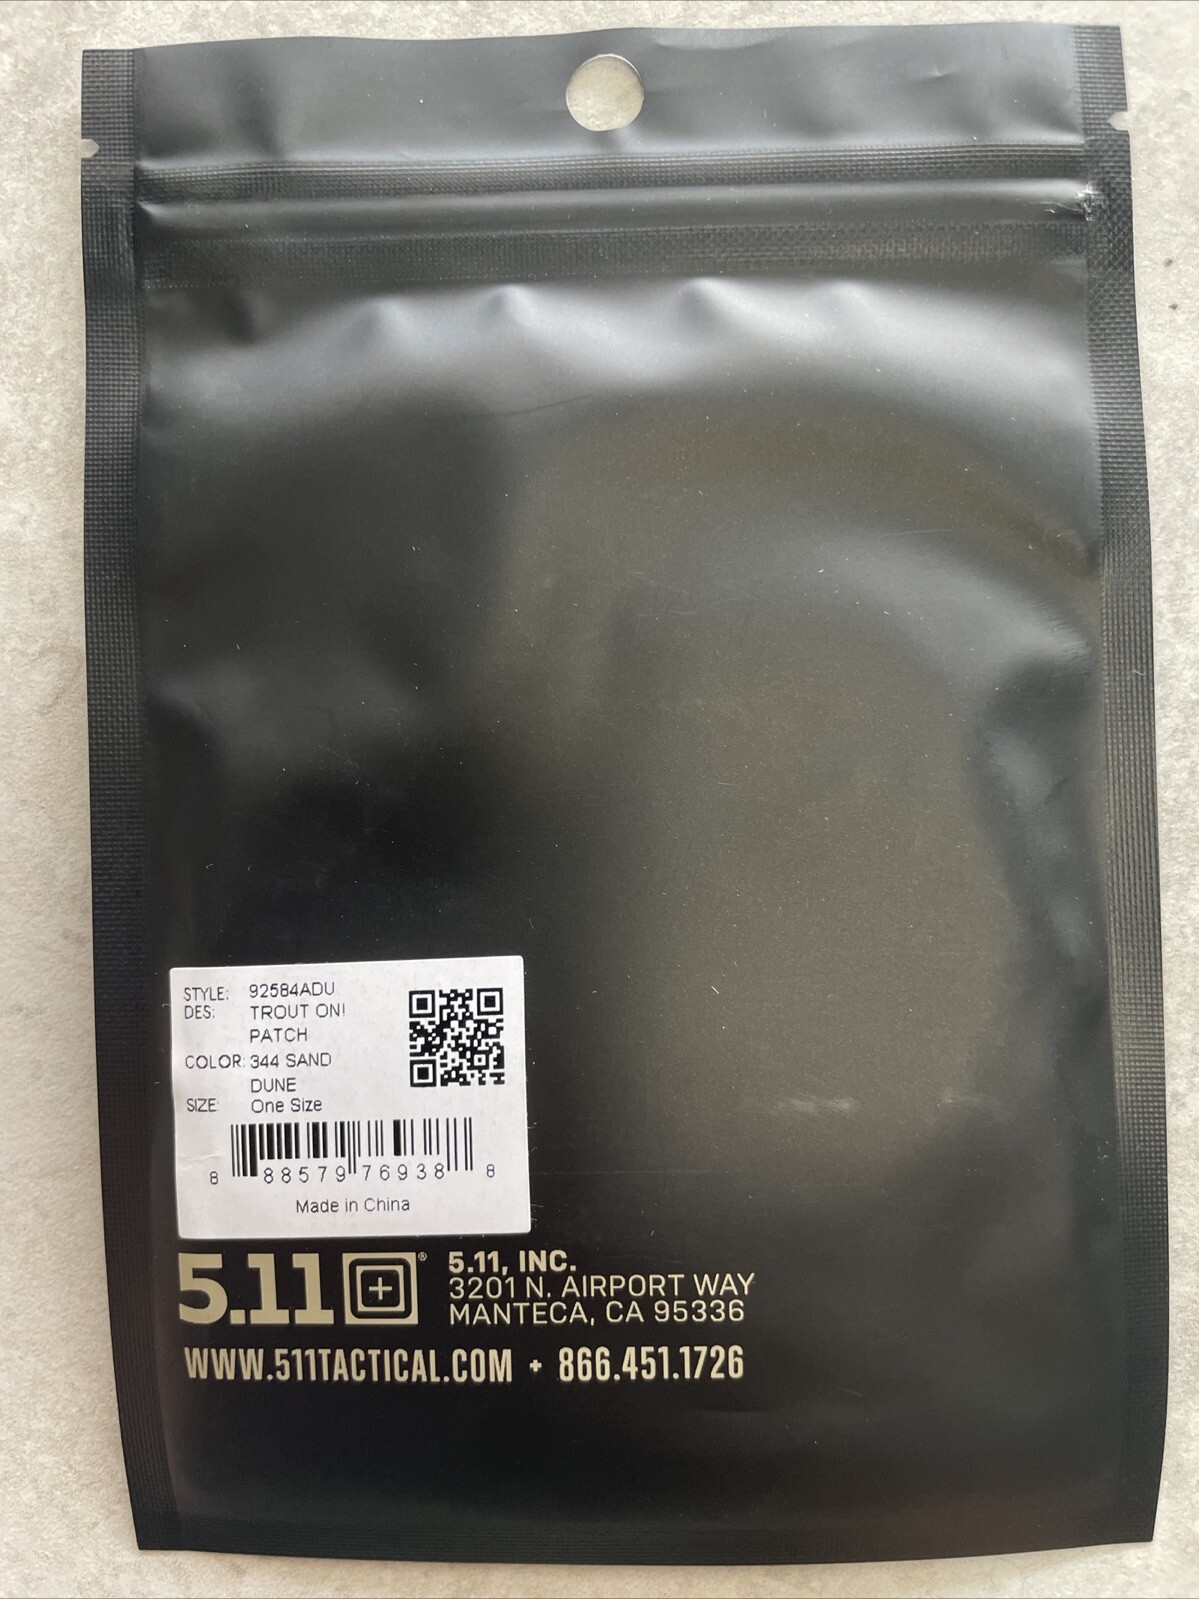 STYLE: 92584ADU
DES: TROUT ON!
PATCH
COLOR: 344 SAND
DUNE
SIZE: One Size
8 88579 76938 8
Made in China
5.11®
5.11, INC.
3201 N. AIRPORT WAY
MANTECA, CA 95336
WWW.511TACTICAL.COM • 866.451.1726